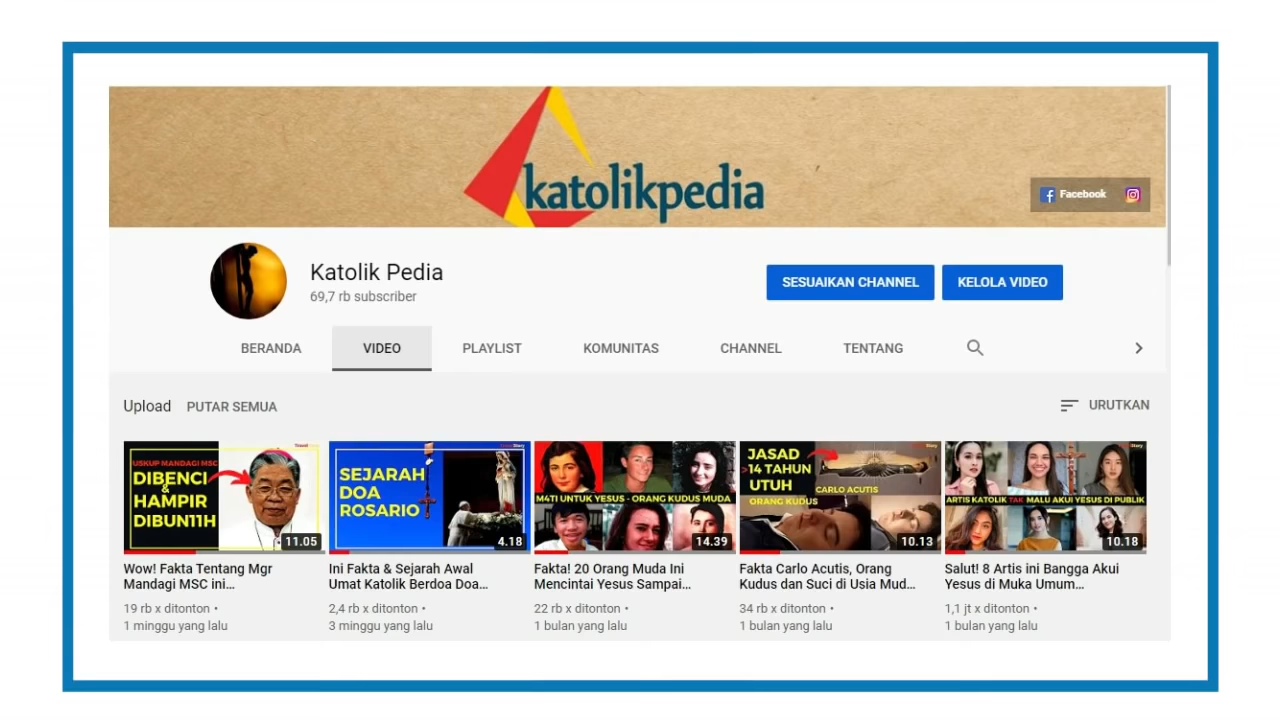 katolikpedia
Facebook
Katolik Pedia
69,7 rb subscriber
SESUAIKAN CHANNEL
KELOLA VIDEO
BERANDA
VIDEO
PLAYLIST
KOMUNITAS
CHANNEL
TENTANG
Upload
PUTAR SEMUA
URUTKAN
USKUP MANDAGI MSC
DIBENCI
&
HAMPIR
DIBUN11H
11.05
Wow! Fakta Tentang Mgr
Mandagi MSC ini...
19 rb x ditonton •
1 minggu yang lalu
Story
SEJARAH
DOA
ROSARIO
4.18
Ini Fakta & Sejarah Awal
Umat Katolik Berdoa Doa...
2,4 rb x ditonton •
3 minggu yang lalu
Story
M4TI UNTUK YESUS - ORANG KUDUS MUDA
14.39
Fakta! 20 Orang Muda Ini
Mencintai Yesus Sampai...
22 rb x ditonton •
1 bulan yang lalu
Story
JASAD
>14 TAHUN
UTUH
CARLO ACUTIS
ORANG KUDUS
10.13
Fakta Carlo Acutis, Orang
Kudus dan Suci di Usia Mud...
34 rb x ditonton •
1 bulan yang lalu
Story
ARTIS KATOLIK TAK MALU AKUI YESUS DI PUBLIK
10.18
Salut! 8 Artis ini Bangga Akui
Yesus di Muka Umum...
1,1 jt x ditonton •
1 bulan yang lalu